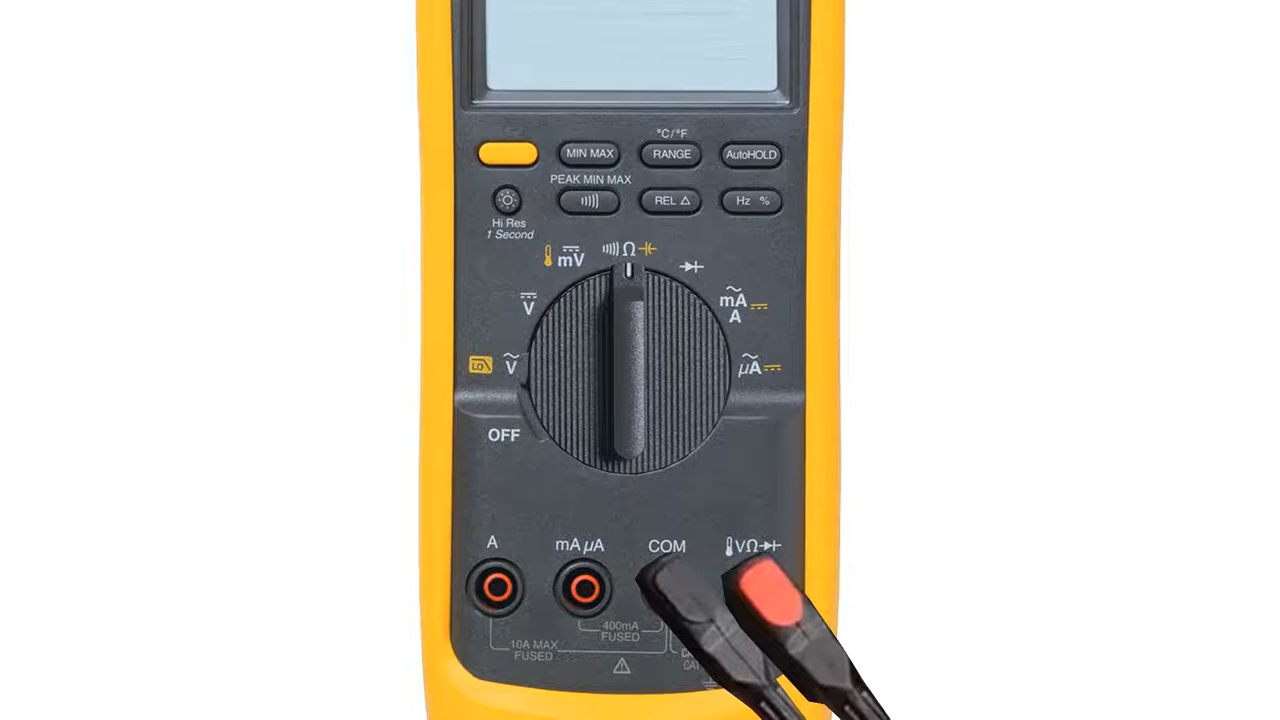 °C/°F
MIN MAX RANGE AutoHOLD
PEAK MIN MAX
REL △ Hz %
Hi Res
1 Second
mV Ω
V mA
A
LO V μA
OFF
A mA μA COM VΩ
400mA
FUSED
10A MAX
FUSED